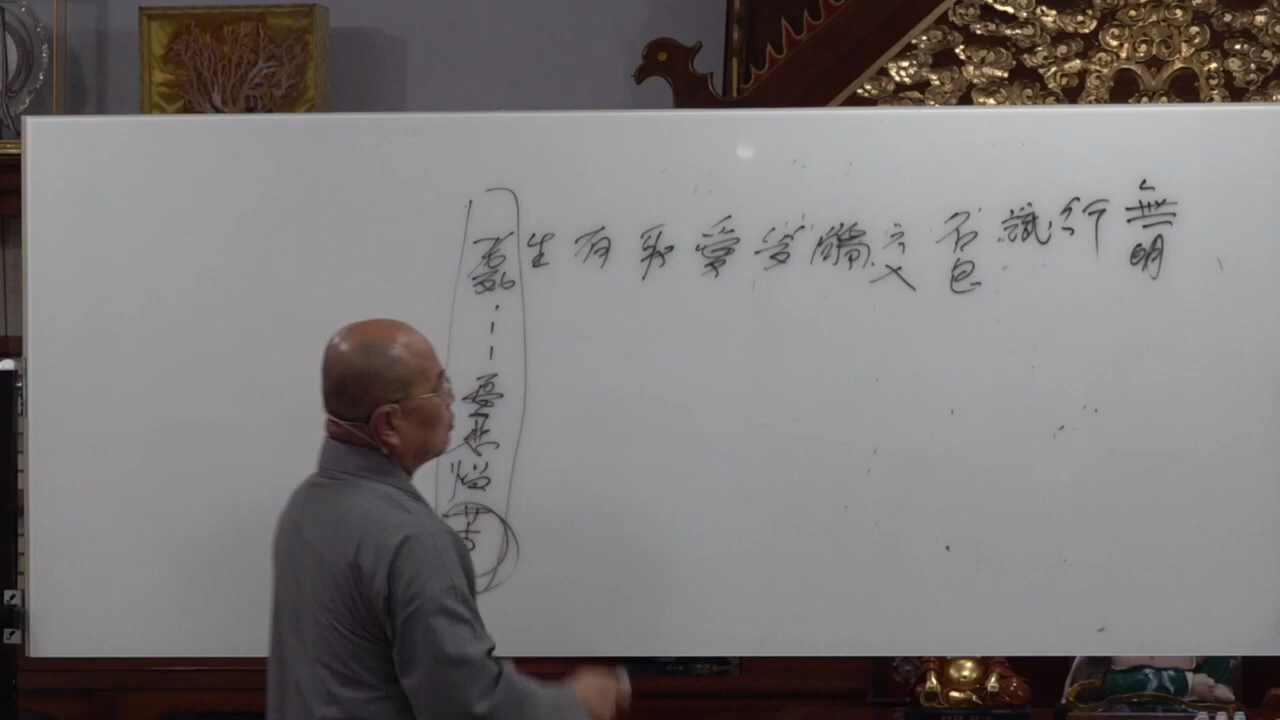 無明
行
識
名色
六入
觸
受
愛
取
有
生
老死……憂悲惱苦